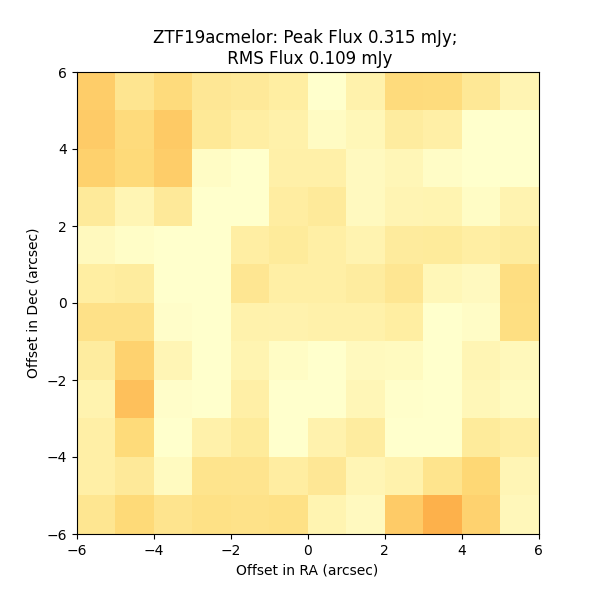 ZTF19acmelor: Peak Flux 0.315 mJy;
RMS Flux 0.109 mJy
6
4
2
0
−2
−4
−6
Offset in Dec (arcsec)
−6 −4 −2 0 2 4 6
Offset in RA (arcsec)